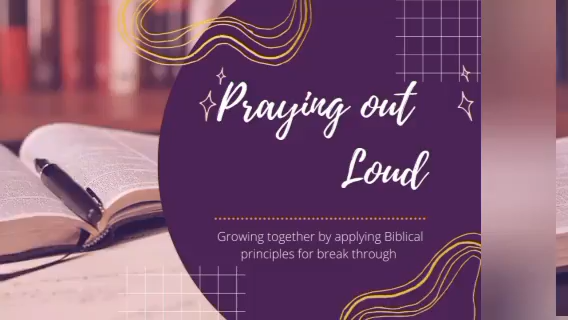 Praying out
Loud
Growing together by applying Biblical
principles for break through